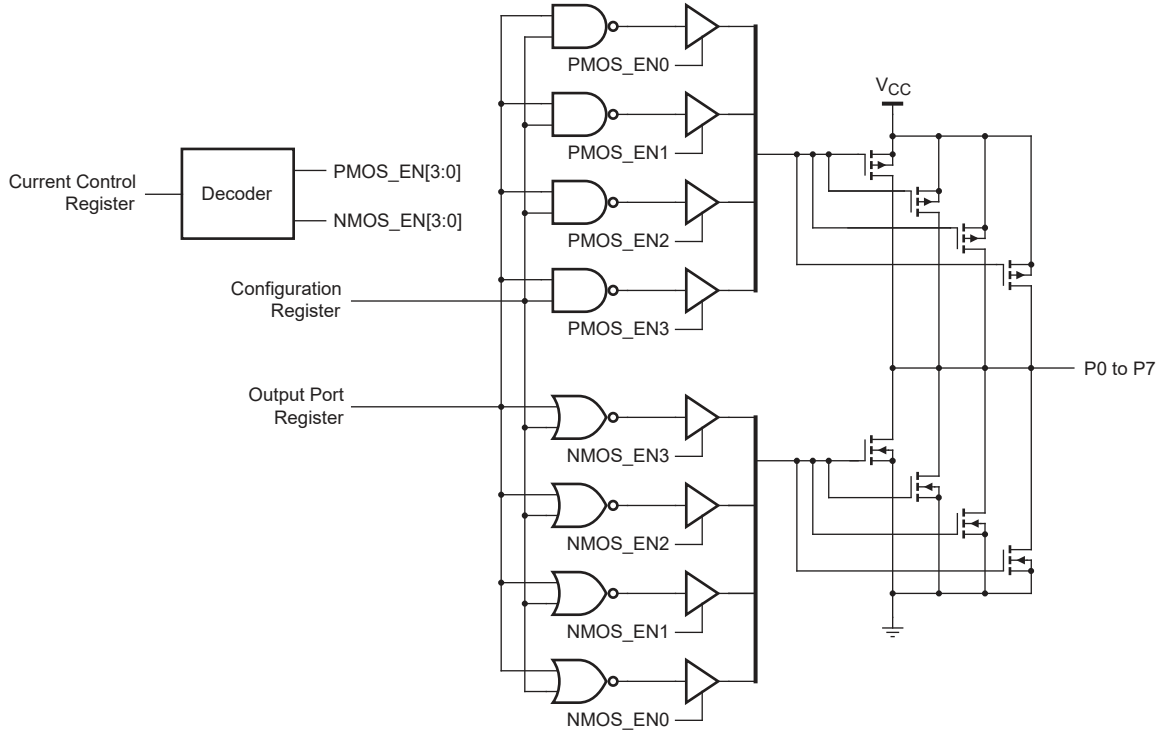 PMOS_EN0
VCC
PMOS_EN1
Current Control
Register
Decoder
PMOS_EN[3:0]
NMOS_EN[3:0]
PMOS_EN2
Configuration
Register
PMOS_EN3
P0 to P7
Output Port
Register
NMOS_EN3
NMOS_EN2
NMOS_EN1
NMOS_EN0